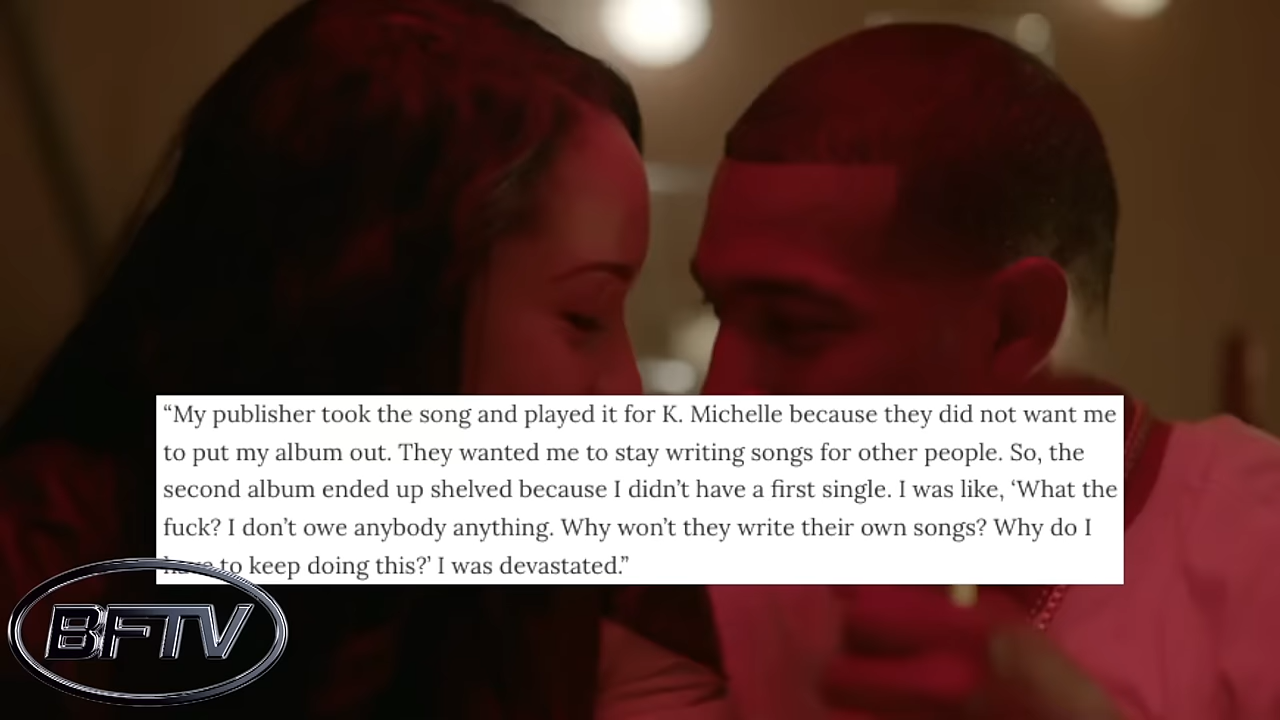 “My publisher took the song and played it for K. Michelle because they did not want me
to put my album out. They wanted me to stay writing songs for other people. So, the
second album ended up shelved because I didn’t have a first single. I was like, ‘What the
fuck? I don’t owe anybody anything. Why won’t they write their own songs? Why do I
have to keep doing this?’ I was devastated.”
BFTV